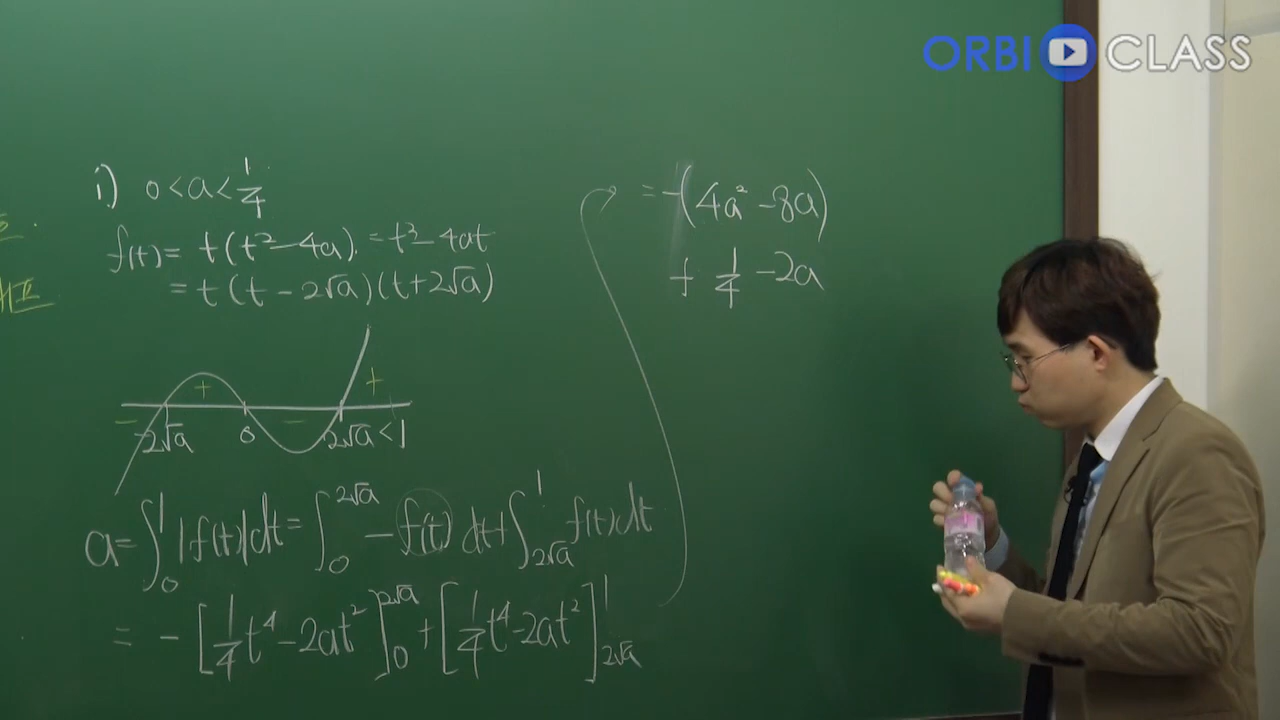 ORBI CLASS
i) 0 < a < 1/4
f(t) = t(t² - 4a). = t³ - 4at
= t(t - 2√a)(t + 2√a)
+ +
- -
-2√a 0 2√a < 1
a = ∫₀¹ |f(t)|dt = ∫₀^{2√a} - f(t) dt + ∫_{2√a}^1 f(t)dt
= - [1/4 t⁴ - 2at²]₀^{2√a} + [1/4 t⁴ - 2at²]_{2√a}^1
= -(4a² - 8a)
+ 1/4 - 2a